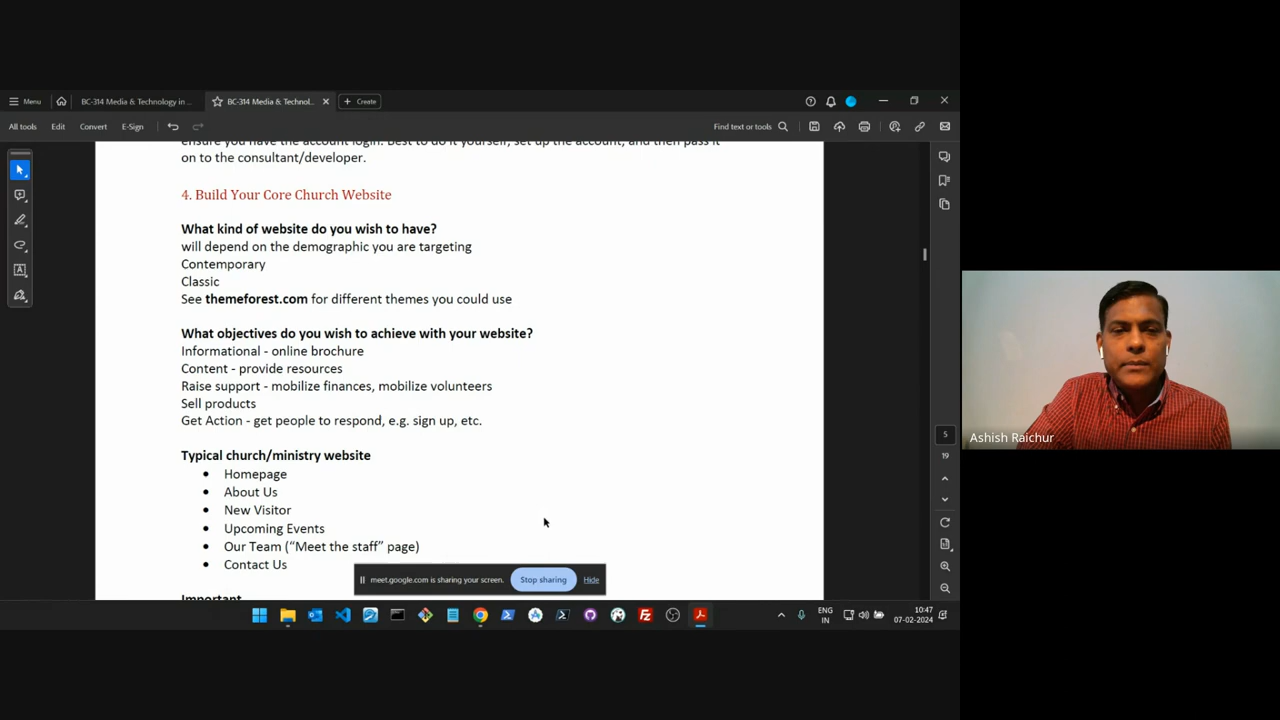 Menu
BC-314 Media & Technology in ...
BC-314 Media & Technol...
Create
All tools
Edit
Convert
E-Sign
Find text or tools
ensure you have the account login. Best to do it yourself, set up the account, and then pass it
on to the consultant/developer.
4. Build Your Core Church Website
What kind of website do you wish to have?
will depend on the demographic you are targeting
Contemporary
Classic
See themeforest.com for different themes you could use
What objectives do you wish to achieve with your website?
Informational - online brochure
Content - provide resources
Raise support - mobilize finances, mobilize volunteers
Sell products
Get Action - get people to respond, e.g. sign up, etc.
Typical church/ministry website
• Homepage
• About Us
• New Visitor
• Upcoming Events
• Our Team (“Meet the staff” page)
• Contact Us
Important
5
19
meet.google.com is sharing your screen.
Stop sharing
Hide
ENG
IN
10:47
07-02-2024
Ashish Raichur